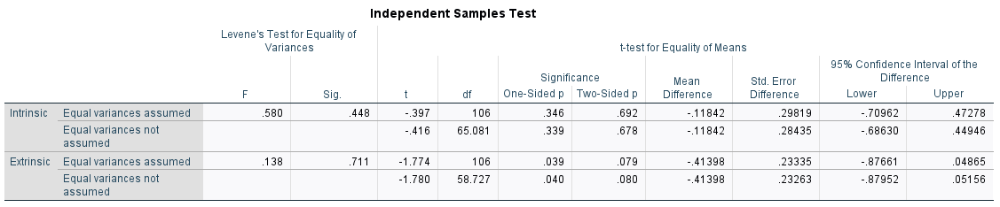 Independent Samples Test
Levene's Test for Equality of
Variances
t-test for Equality of Means
F
Sig.
t
df
Significance
One-Sided p
Two-Sided p
Mean
Difference
Std. Error
Difference
95% Confidence Interval of the
Difference
Lower
Upper
Intrinsic Equal variances assumed .580 .448 -.397 106 .346 .692 -.11842 .29819 -.70962 .47278
Equal variances not
assumed
-.416 65.081 .339 .678 -.11842 .28435 -.68630 .44946
Extrinsic Equal variances assumed .138 .711 -1.774 106 .039 .079 -.41398 .23335 -.87661 .04865
Equal variances not
assumed
-1.780 58.727 .040 .080 -.41398 .23263 -.87952 .05156